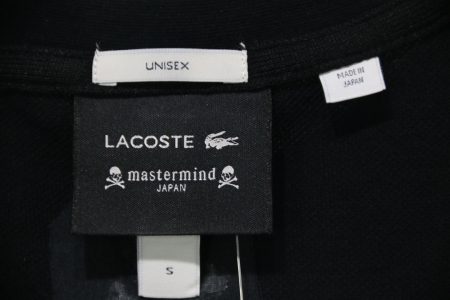 UNISEX
MADE IN
JAPAN
LACOSTE
mastermind
JAPAN
S